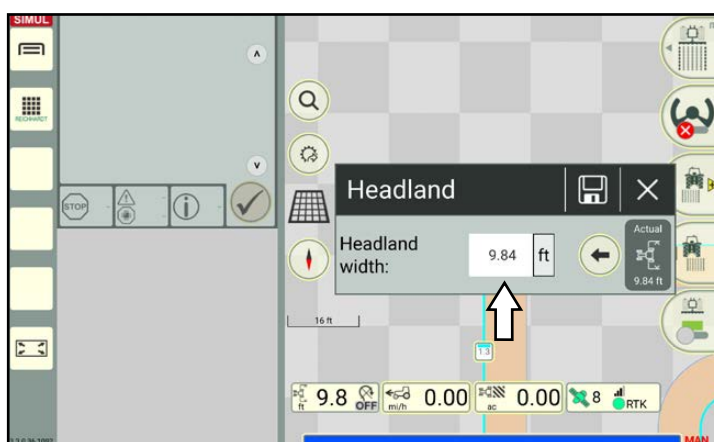 SIMUL
REICHHARDT
STOP
Headland
Headland
width:
9.84 ft
Actual
9.84 ft
16 ft
13
ft 9.8 OFF
mi/h 0.00
ac 0.00
8 RTK
MAN